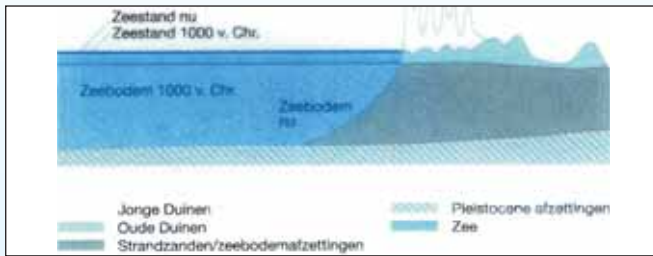 Zeestand nu
Zeestand 1000 v. Chr.
Zeebodem 1000 v. Chr.
Zeebodem
nu
Jonge Duinen
Oude Duinen
Strandzanden/zeebodemafzettingen
Pleistocene afzettingen
Zee